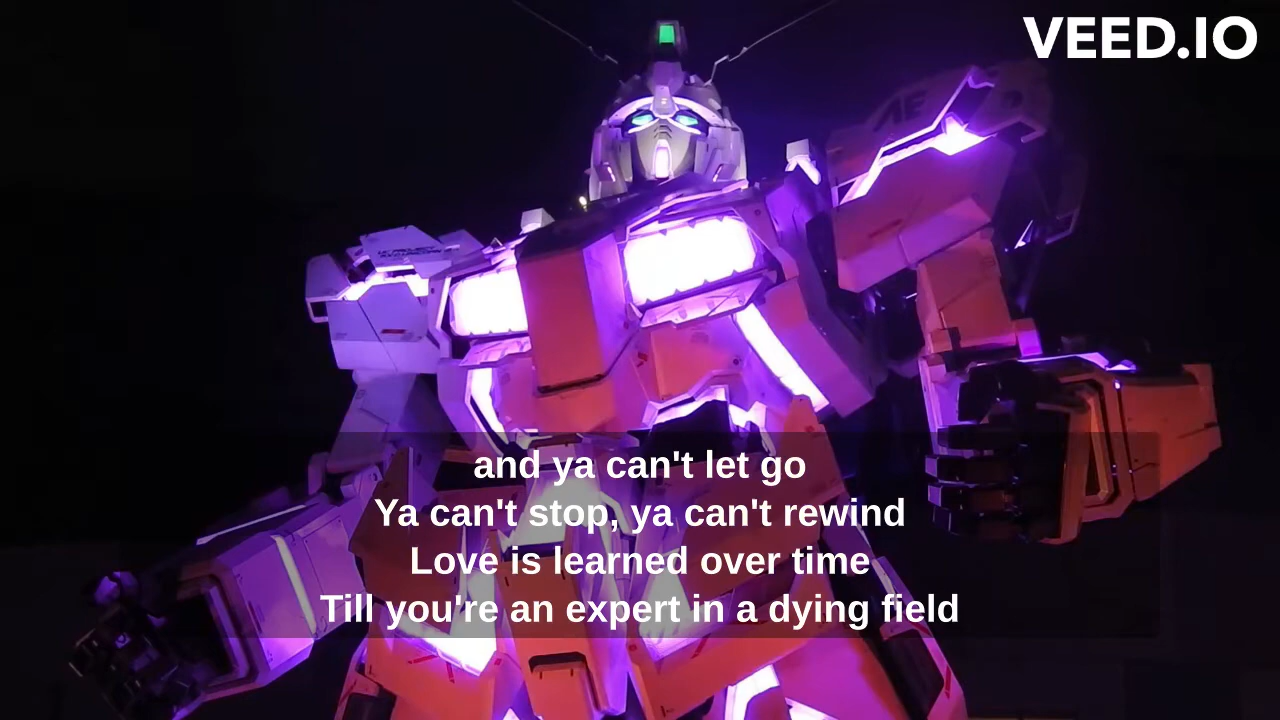 VEED.IO
AE
and ya can't let go
Ya can't stop, ya can't rewind
Love is learned over time
Till you're an expert in a dying field